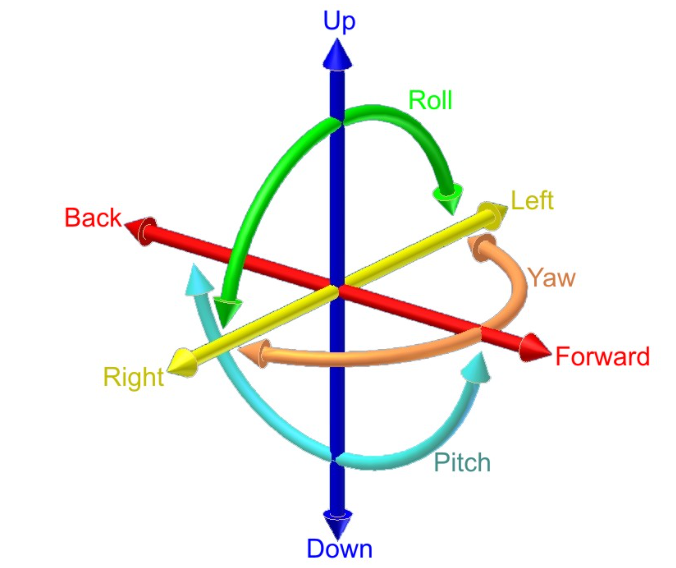 Up
Roll
Left
Back
Yaw
Forward
Right
Pitch
Down